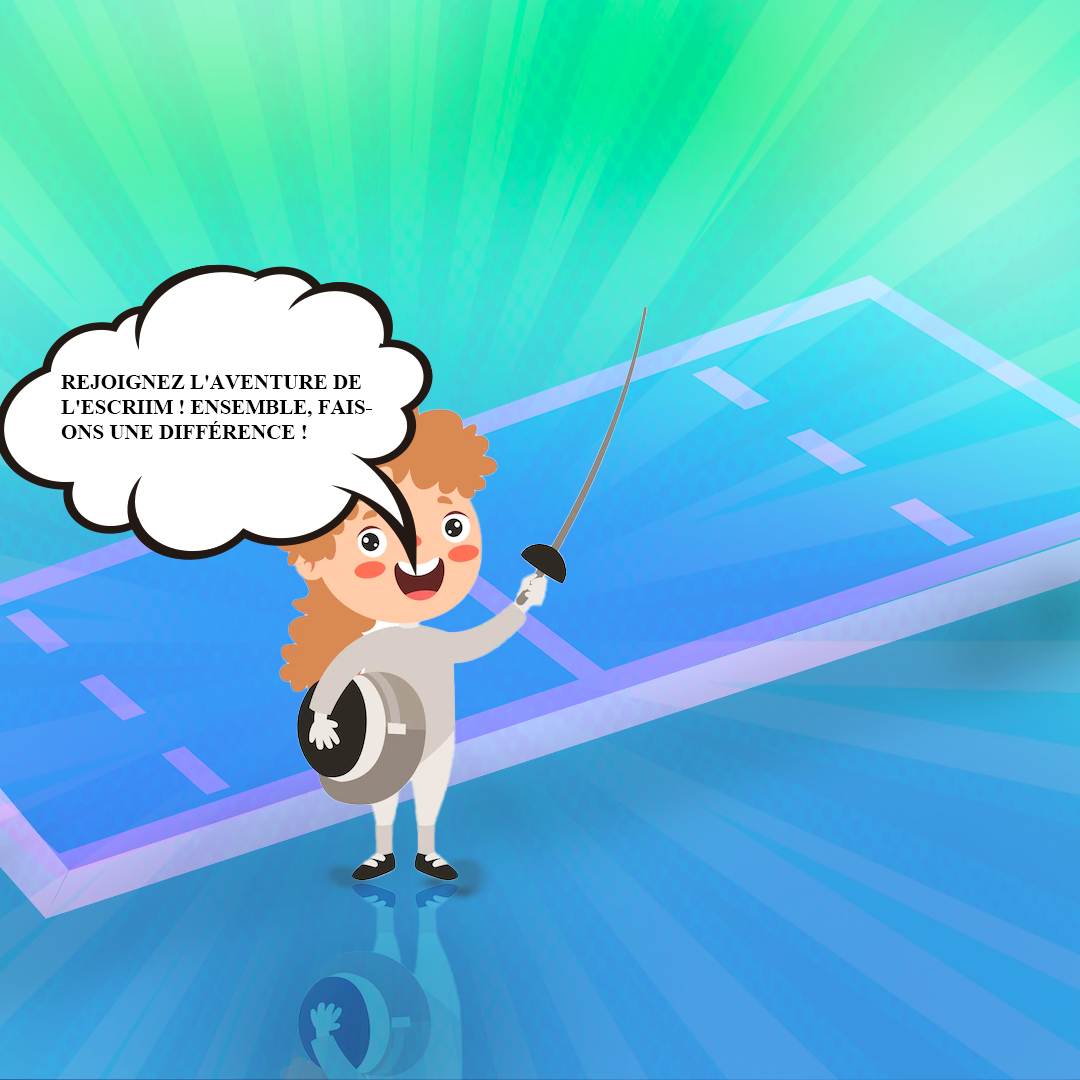 REJOIGNEZ L'AVENTURE DE
L'ESCRIIM ! ENSEMBLE, FAIS-
ONS UNE DIFFÉRENCE !